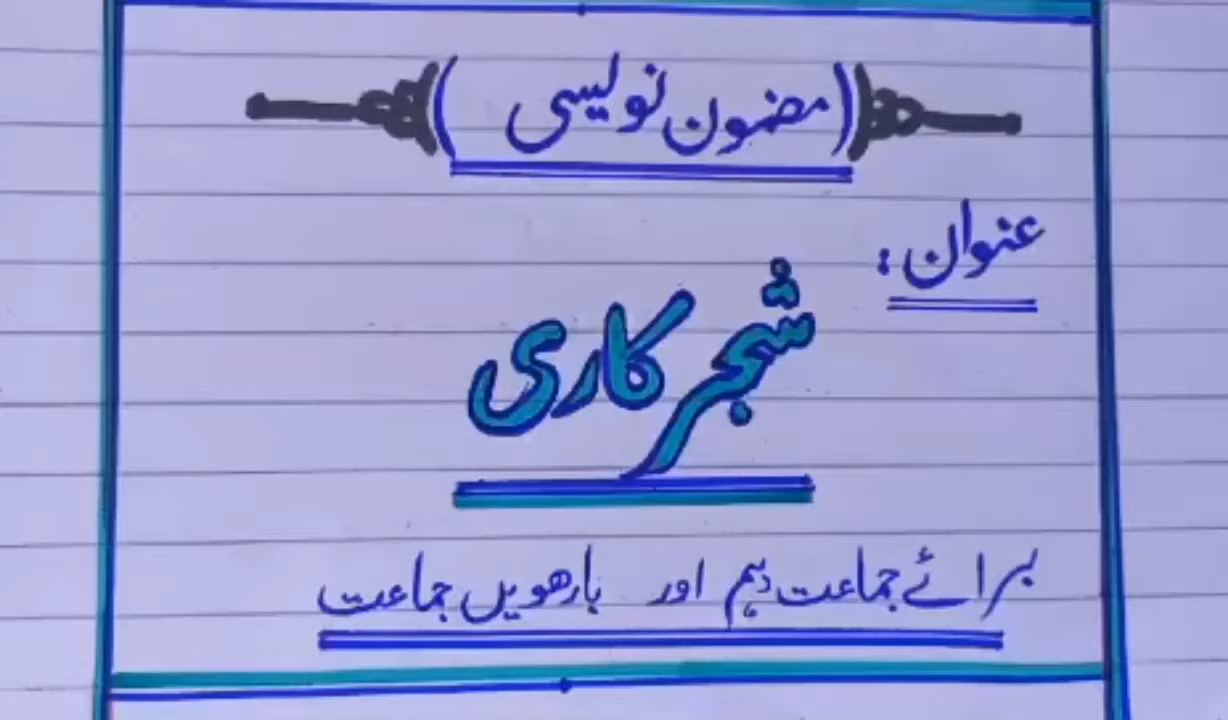 (مضمون نویسی)
عنوان:
شجر کاری
برائے جماعت دہم اور بارھویں جماعت